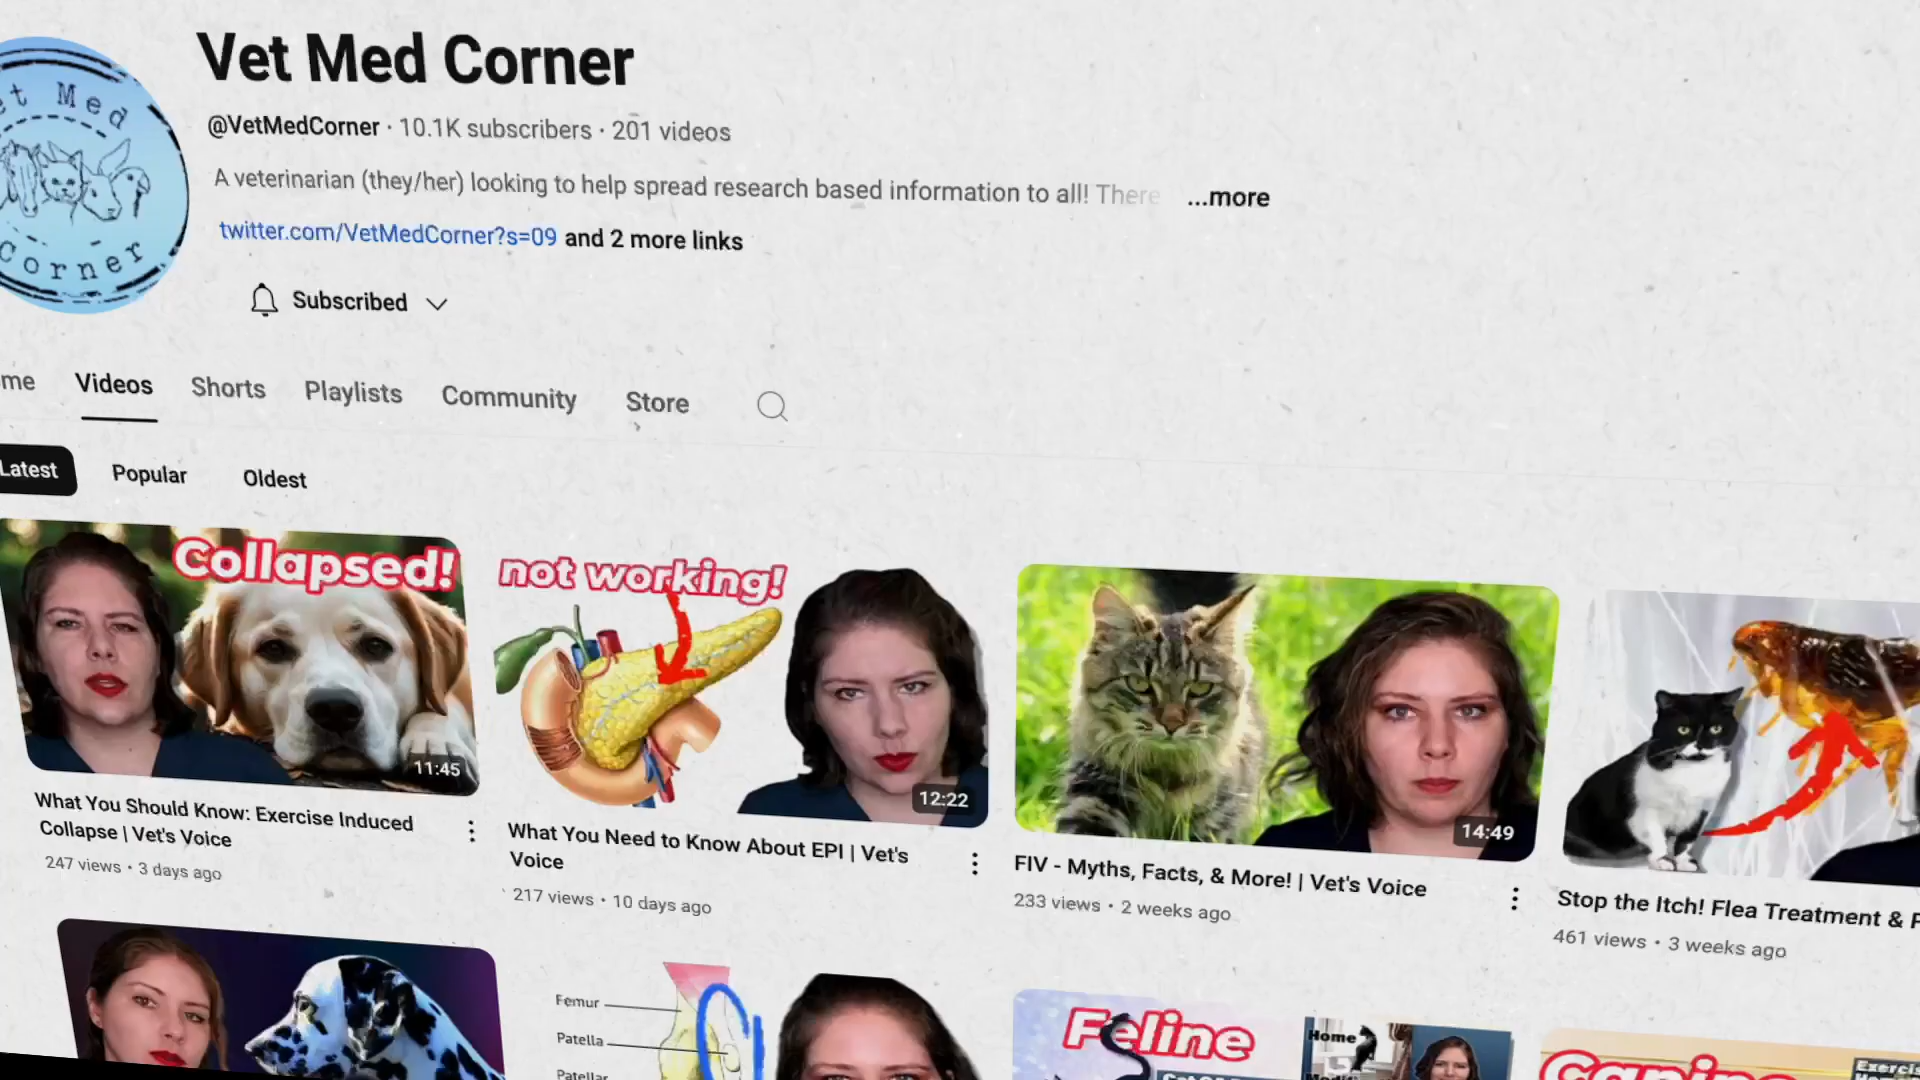 Vet Med Corner
@VetMedCorner · 10.1K subscribers · 201 videos
A veterinarian (they/her) looking to help spread research based information to all! There ...more
twitter.com/VetMedCorner?s=09 and 2 more links
Subscribed
Med
Corner
Videos Shorts Playlists Community Store
Latest Popular Oldest
Collapsed!
11:45
not working!
12:22
14:49
What You Should Know: Exercise Induced
Collapse | Vet's Voice
247 views • 3 days ago
What You Need to Know About EPI | Vet's
Voice
217 views • 10 days ago
FIV - Myths, Facts, & More! | Vet's Voice
233 views • 2 weeks ago
Stop the Itch! Flea Treatment &
461 views • 3 weeks ago
Femur
Patella
Patellar
Feline
Home
Canine